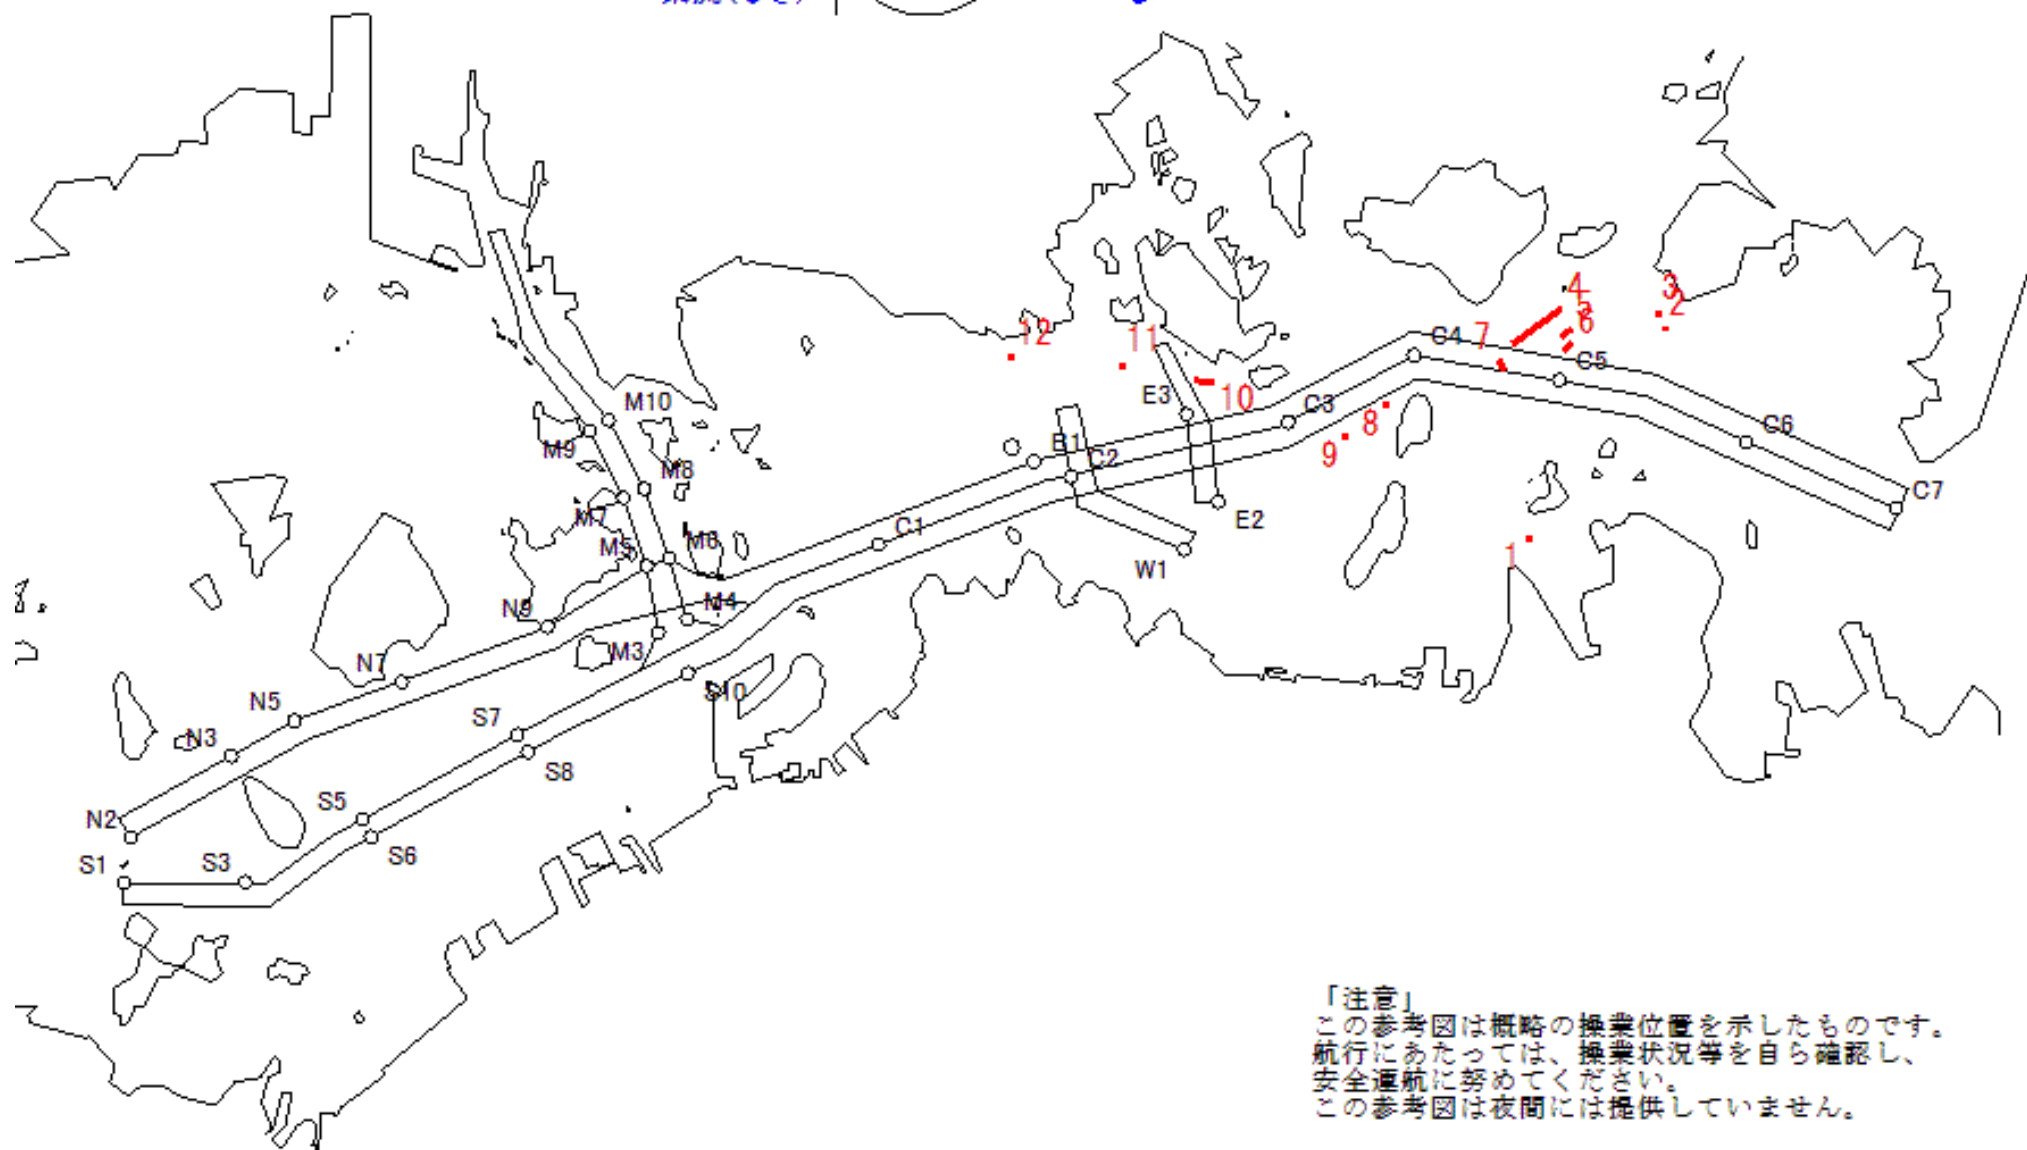 12
11
10
9
8
7
4
5
6
3
2
1
C4
C5
C6
C7
C3
E3
E2
B1
C2
W1
C1
M10
M9
M8
M7
M6
M5
M4
M3
N9
N7
N5
N3
N2
S1
S3
S5
S6
S7
S8
S10
「注意」
この参考図は概略の操業位置を示したものです。
航行にあたっては、操業状況等を自ら確認し、
安全運航に努めてください。
この参考図は夜間には提供していません。